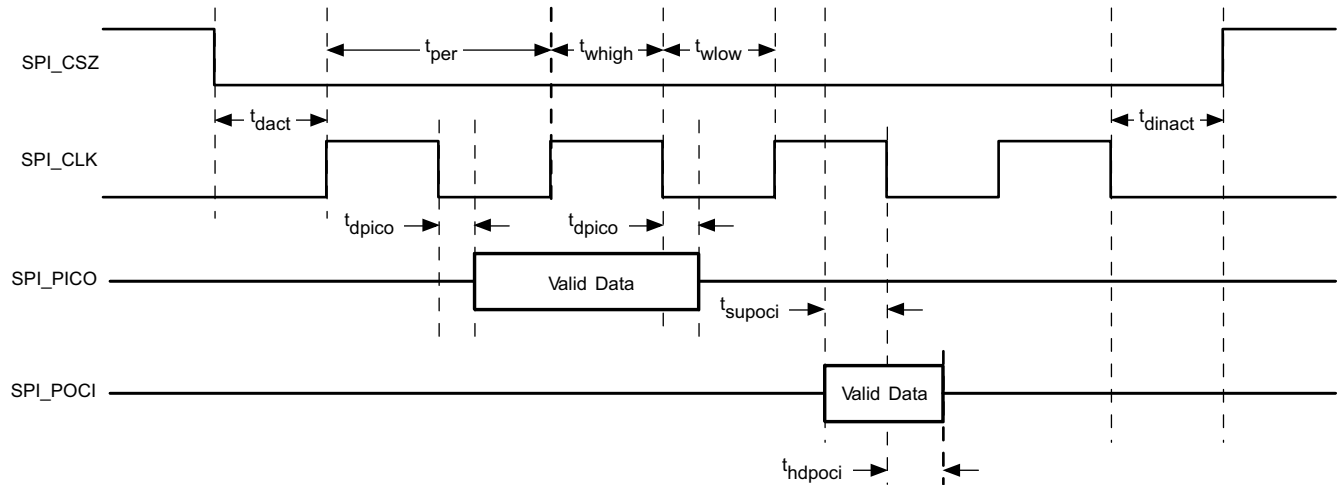 t_per
t_whigh
t_wlow
SPI_CSZ
t_dact
t_dinact
SPI_CLK
t_dpico
t_dpico
SPI_PICO
Valid Data
t_supoci
SPI_POCI
Valid Data
t_hdpoci